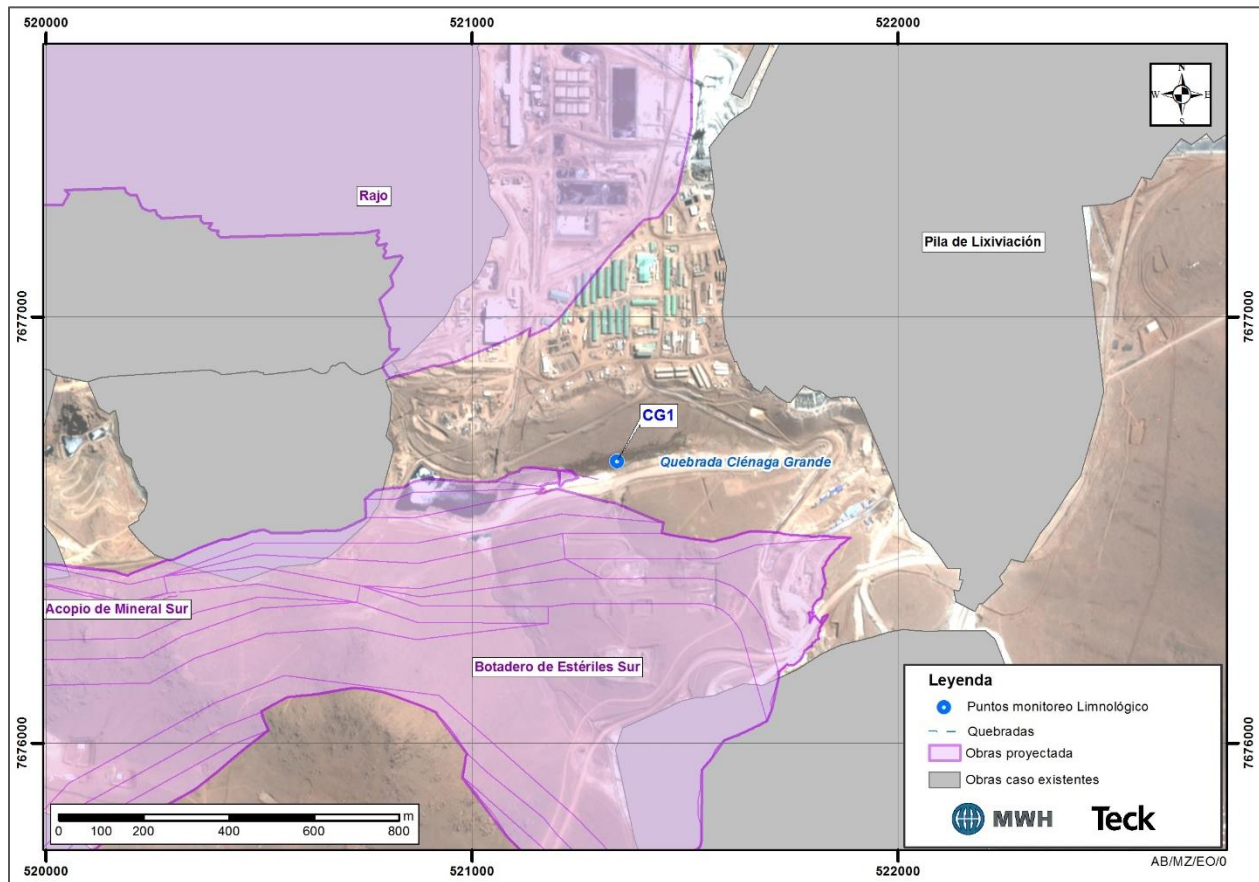 520000
521000
522000
N
W E
S
Rajo
Pila de Lixiviación
7677000
7677000
CG1
Quebrada Ciénaga Grande
Acopio de Mineral Sur
Botadero de Estériles Sur
7676000
7676000
Leyenda
Puntos monitoreo Limnológico
Quebradas
Obras proyectada
Obras caso existentes
MWH Teck
m
0 100 200 400 600 800
AB/MZ/EO/0
520000
521000
522000